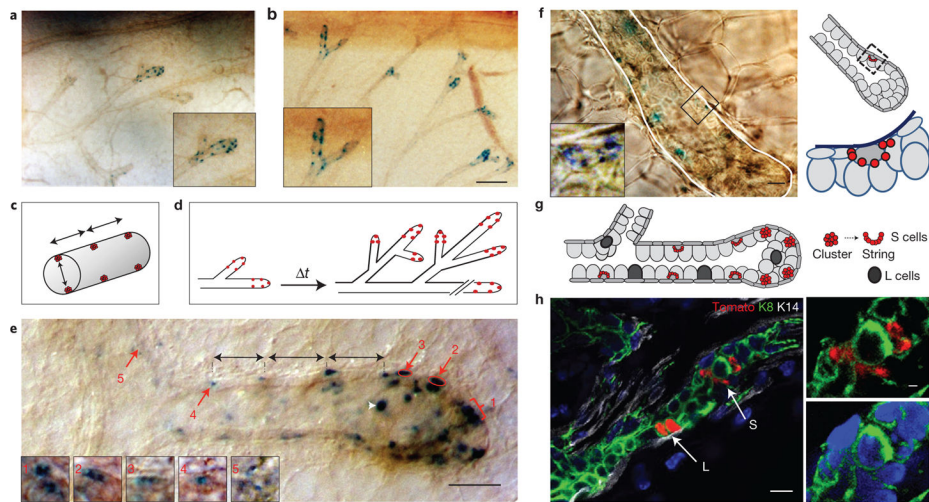 a
b
c
d
Δt
e
5
4
3
2
1
1
2
3
4
5
f
g
Cluster
String
S cells
L cells
h
Tomato K8 K14
S
L